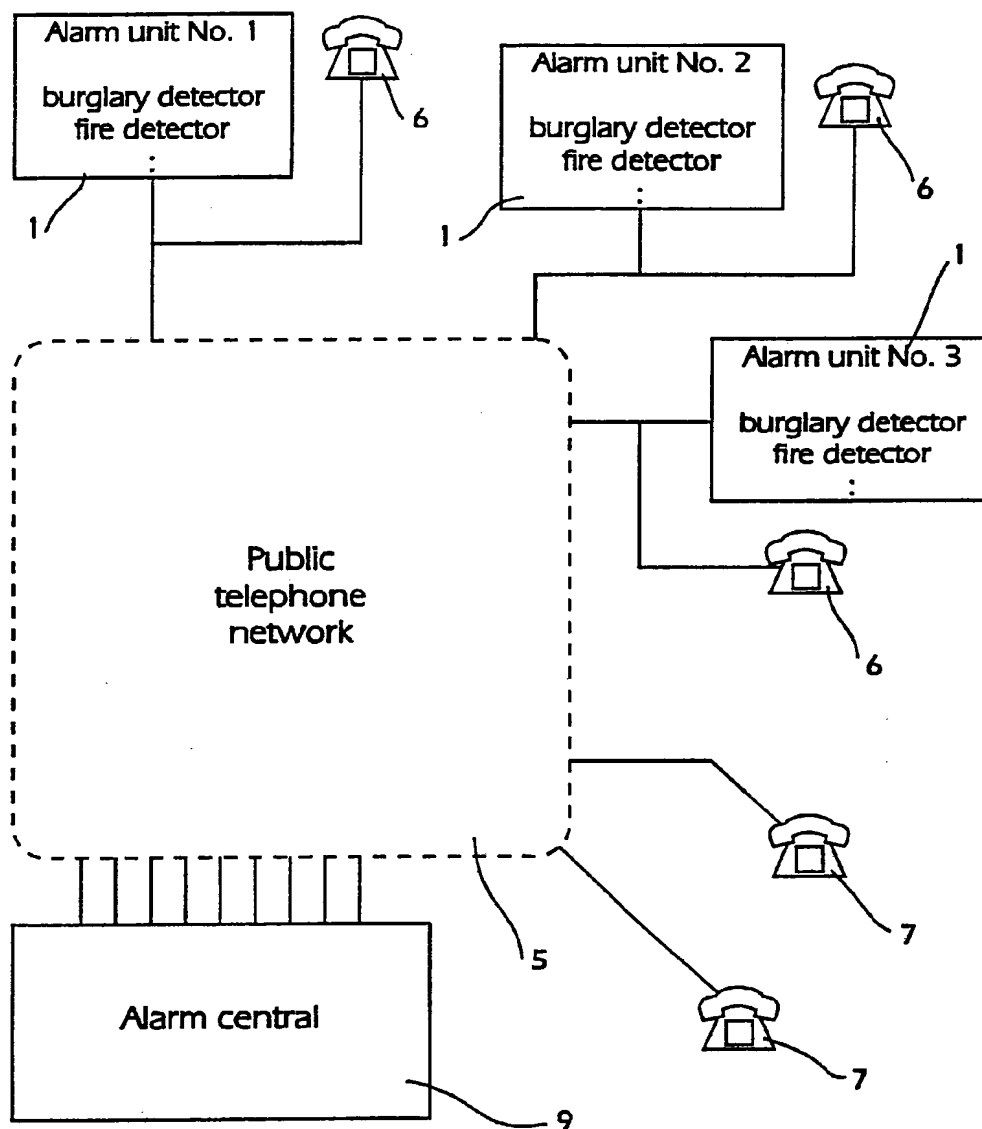 Alarm unit No. 1
burglary detector
fire detector
1
6
Alarm unit No. 2
burglary detector
fire detector
1
6
1
Alarm unit No. 3
burglary detector
fire detector
6
Public
telephone
network
5
7
7
Alarm central
9